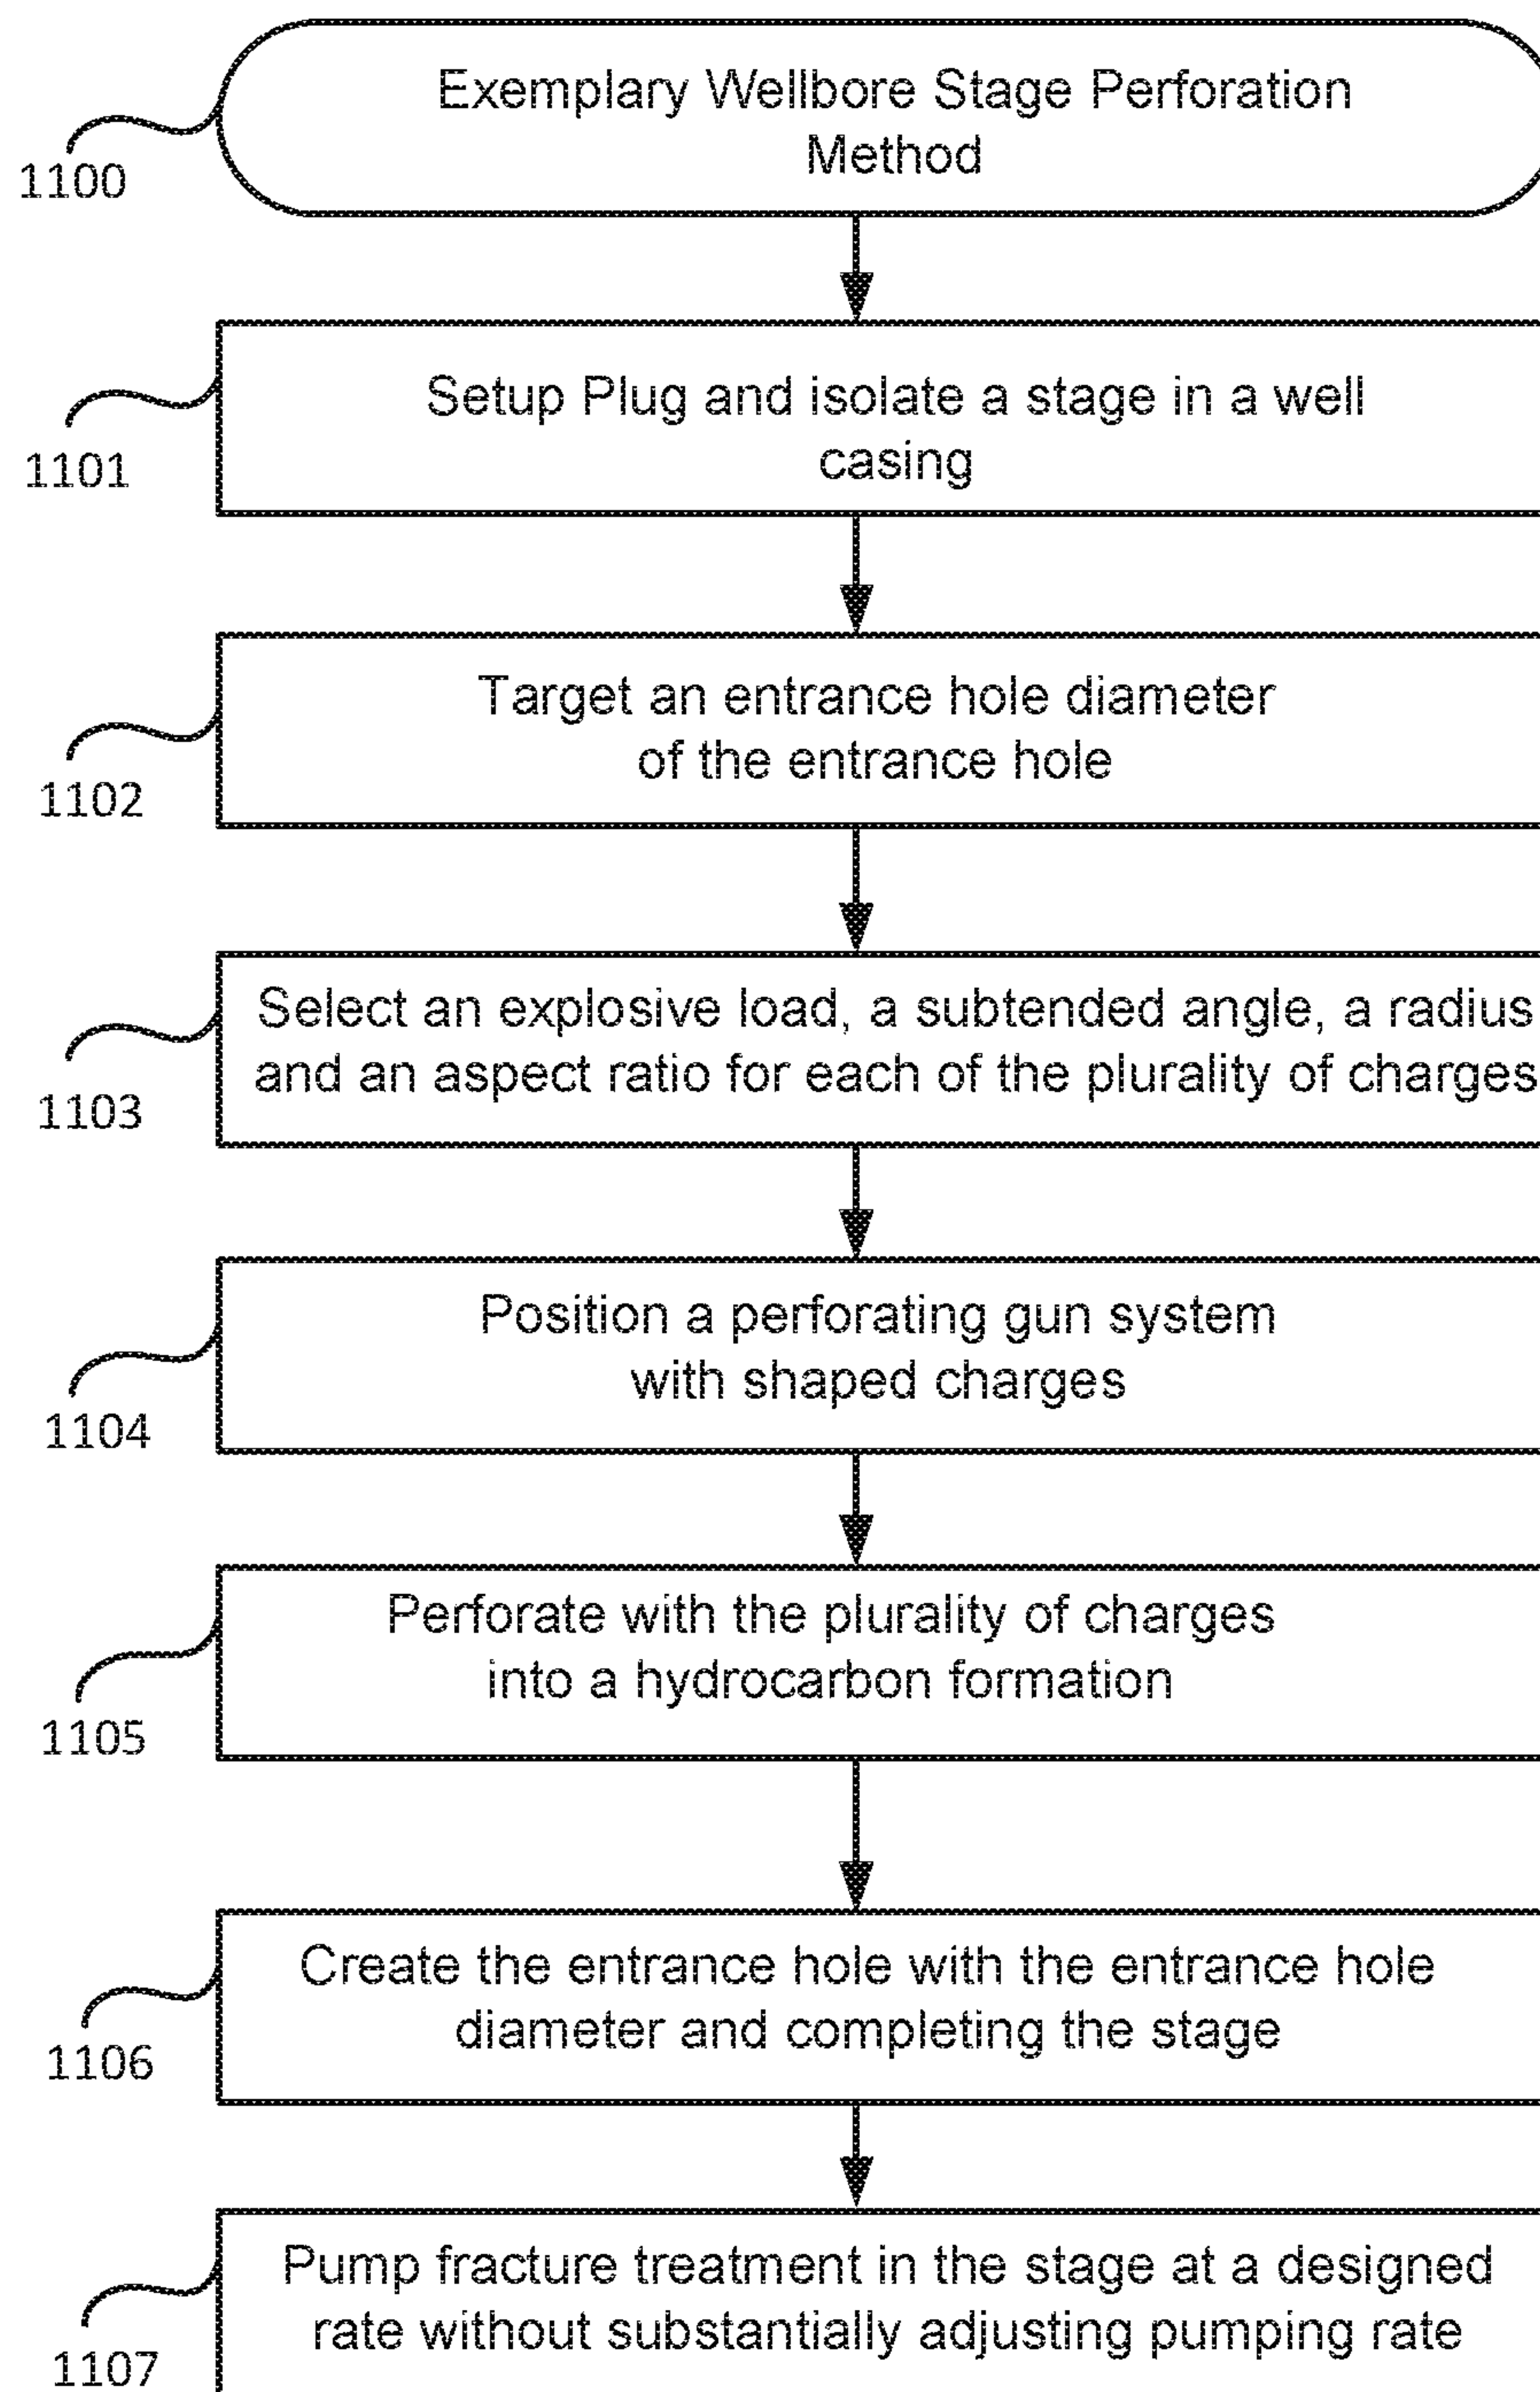 Exemplary Wellbore Stage Perforation
Method
1100
Setup Plug and isolate a stage in a well
casing
1101
Target an entrance hole diameter
of the entrance hole
1102
Select an explosive load, a subtended angle, a radius
and an aspect ratio for each of the plurality of charges
1103
Position a perforating gun system
with shaped charges
1104
Perforate with the plurality of charges
into a hydrocarbon formation
1105
Create the entrance hole with the entrance hole
diameter and completing the stage
1106
Pump fracture treatment in the stage at a designed
rate without substantially adjusting pumping rate
1107